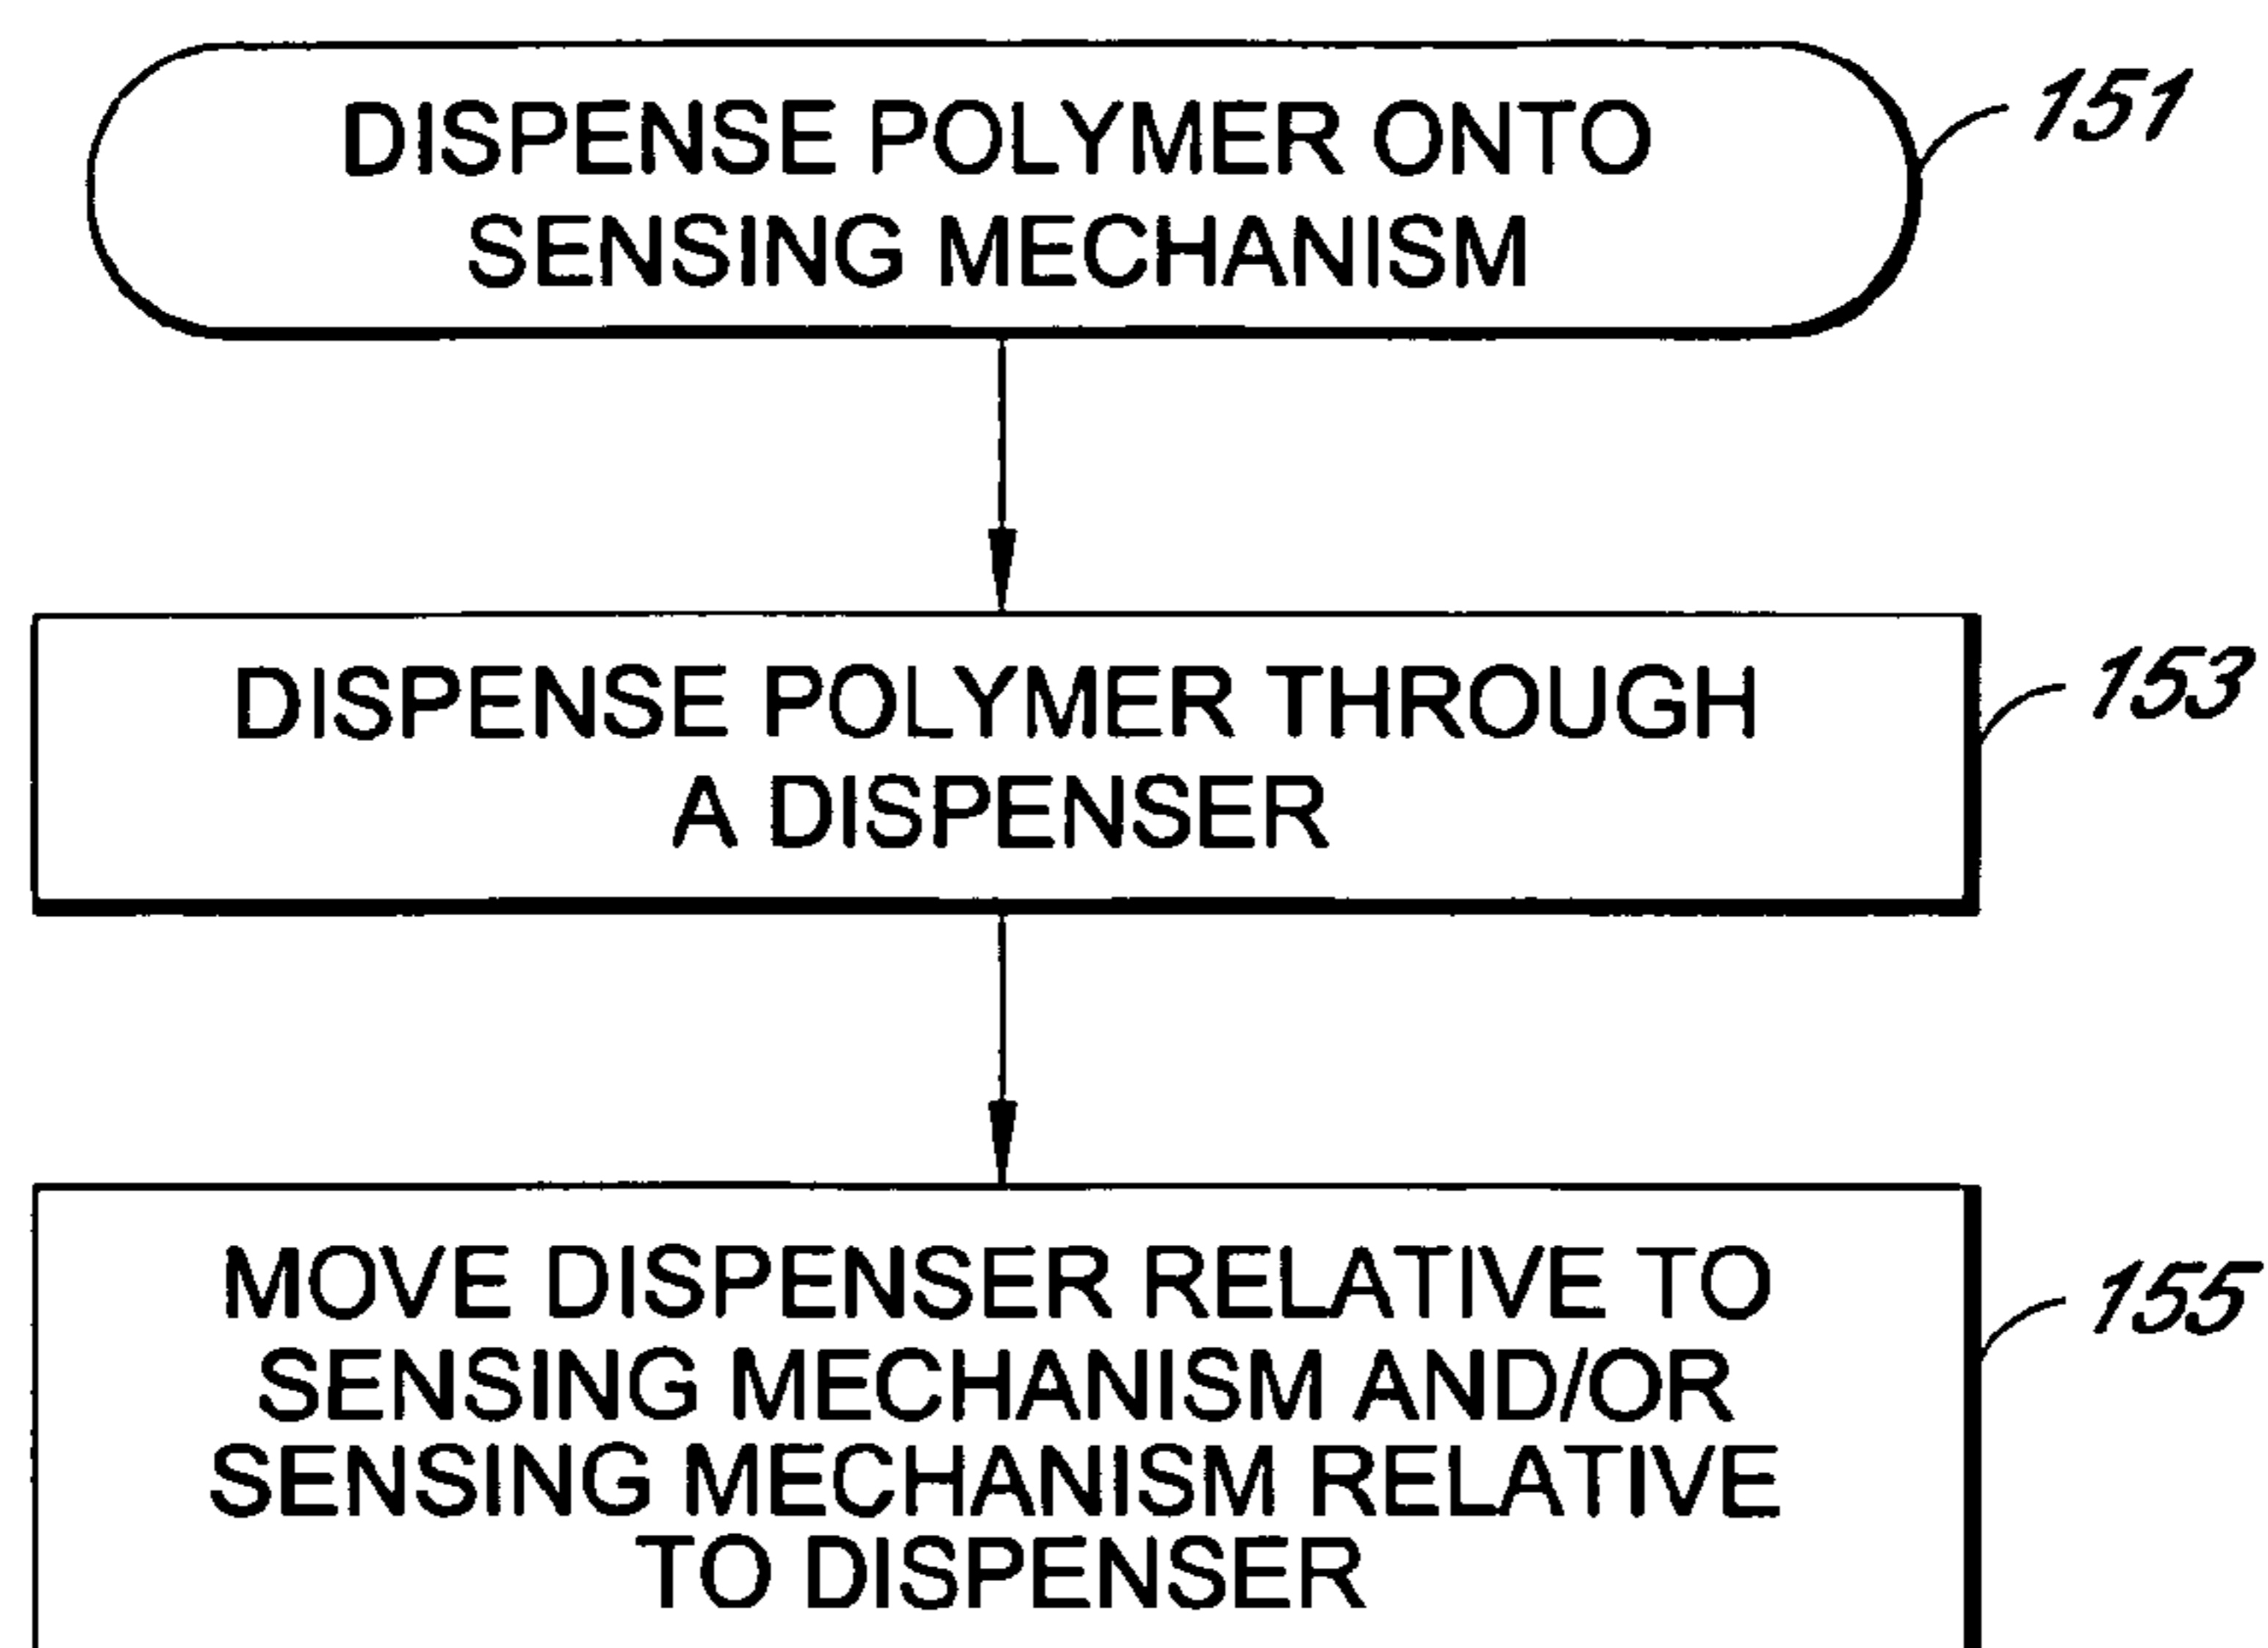 DISPENSE POLYMER ONTO
SENSING MECHANISM
151
DISPENSE POLYMER THROUGH
A DISPENSER
153
MOVE DISPENSER RELATIVE TO
SENSING MECHANISM AND/OR
SENSING MECHANISM RELATIVE
TO DISPENSER
155